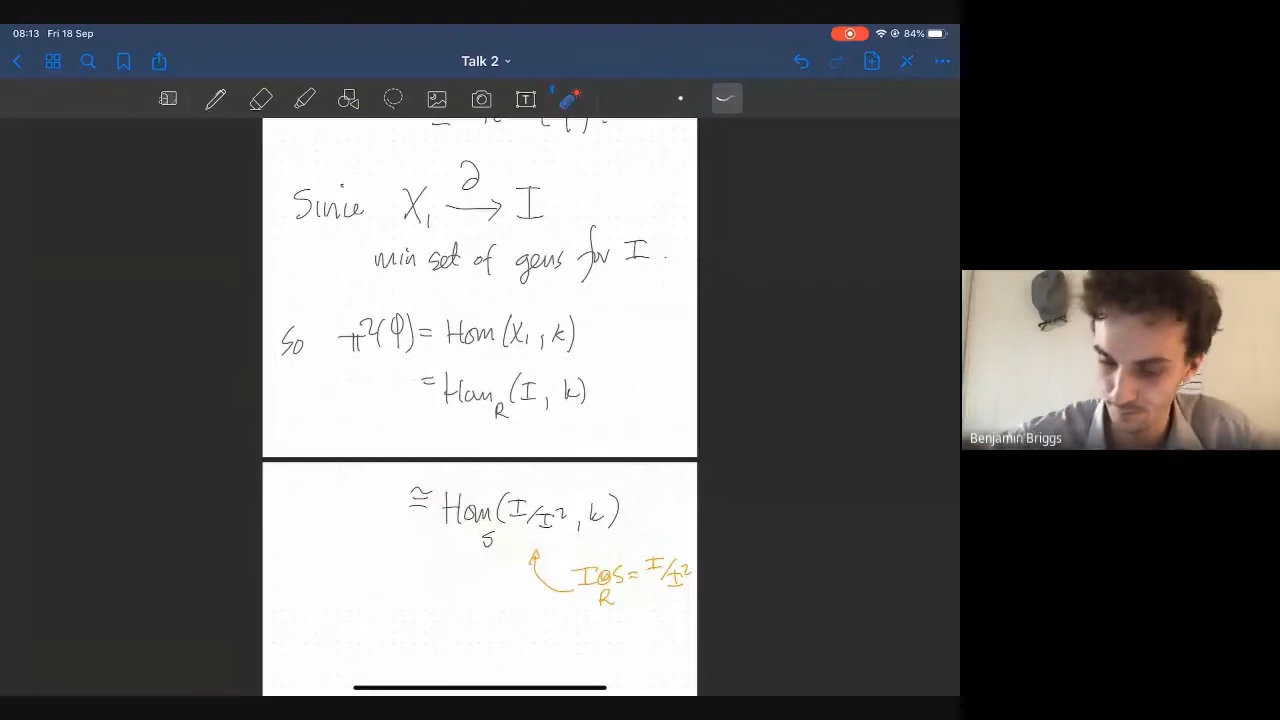 08:13 Fri 18 Sep
84%
Talk 2
Since X₁ →^∂ I
min set of gens for I.
So π²(φ) = Hom(X₁, k)
= Hom_R(I, k)
≅ Hom_S(I/I², k)
I⊗_R S = I/I²
Benjamin Briggs